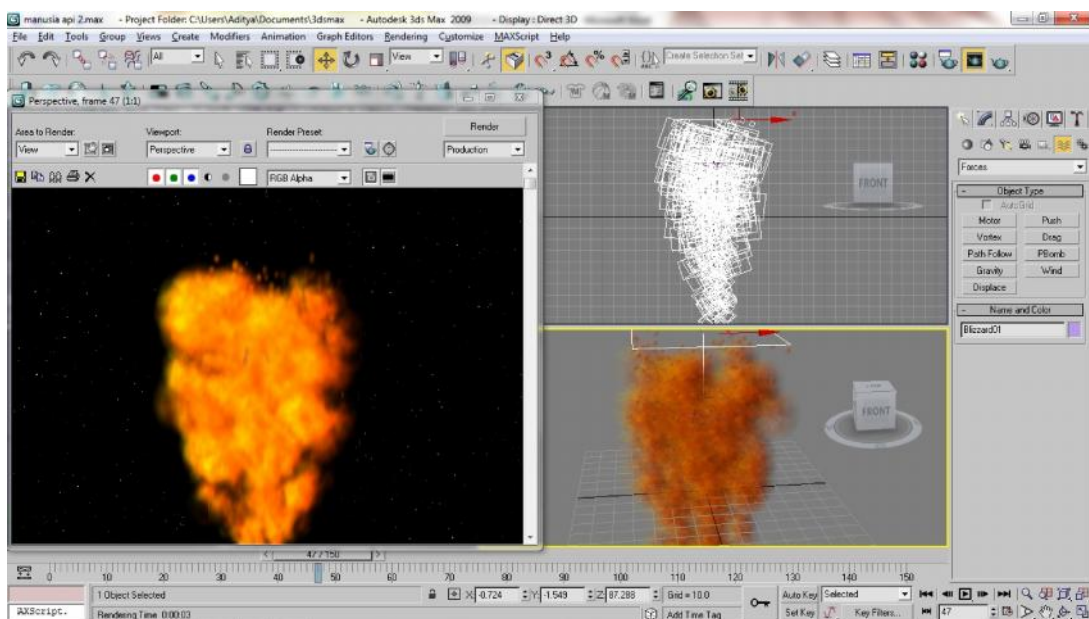 manusia api 2.max - Project Folder: C:\Users\Aditya\Documents\3dsmax - Autodesk 3ds Max 2009 - Display : Direct 3D
File Edit Tools Group Views Create Modifiers Animation Graph Editors Rendering Customize MAXScript Help
All
View
Create Selection Set
Perspective, frame 47 (1:1)
Area to Render:
Viewport:
Render Preset:
Render
View
Perspective
Production
RGB Alpha
FRONT
FRONT
Forces
Object Type
AutoGrid
Motor Push
Vortex Drag
Path Follow PBomb
Gravity Wind
Displace
Name and Color
Blizzard01
47 / 150
0 10 20 30 40 50 60 70 80 90 100 110 120 130 140 150
1 Object Selected
X: -0.724 Y: -1.549 Z: 87.288 Grid = 10.0
Auto Key Selected
MAXScript.
Rendering Time 0:00:03
Add Time Tag
Set Key Key Filters...
47